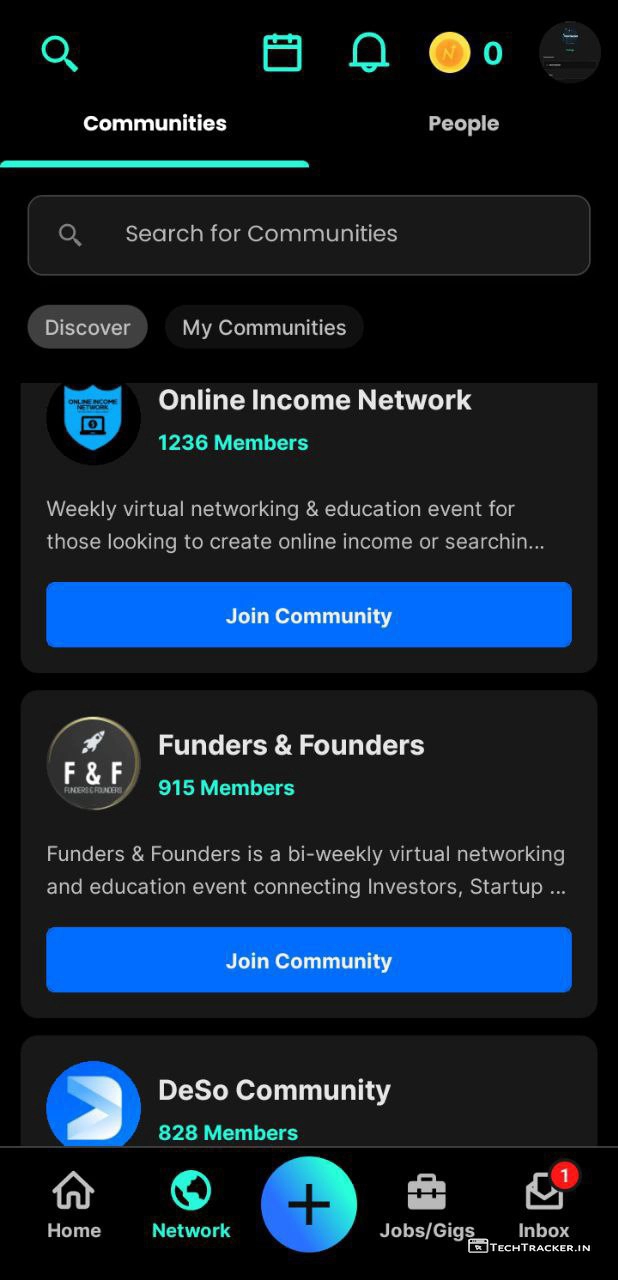 0
Communities
People
Search for Communities
Discover
My Communities
ONLINE INCOME
NETWORK
Online Income Network
1236 Members
Weekly virtual networking & education event for
those looking to create online income or searchin...
Join Community
F & F
FUNDERS & FOUNDERS
Funders & Founders
915 Members
Funders & Founders is a bi-weekly virtual networking
and education event connecting Investors, Startup ...
Join Community
DeSo Community
828 Members
1
Home
Network
Jobs/Gigs
Inbox
TECHTRACKER.IN